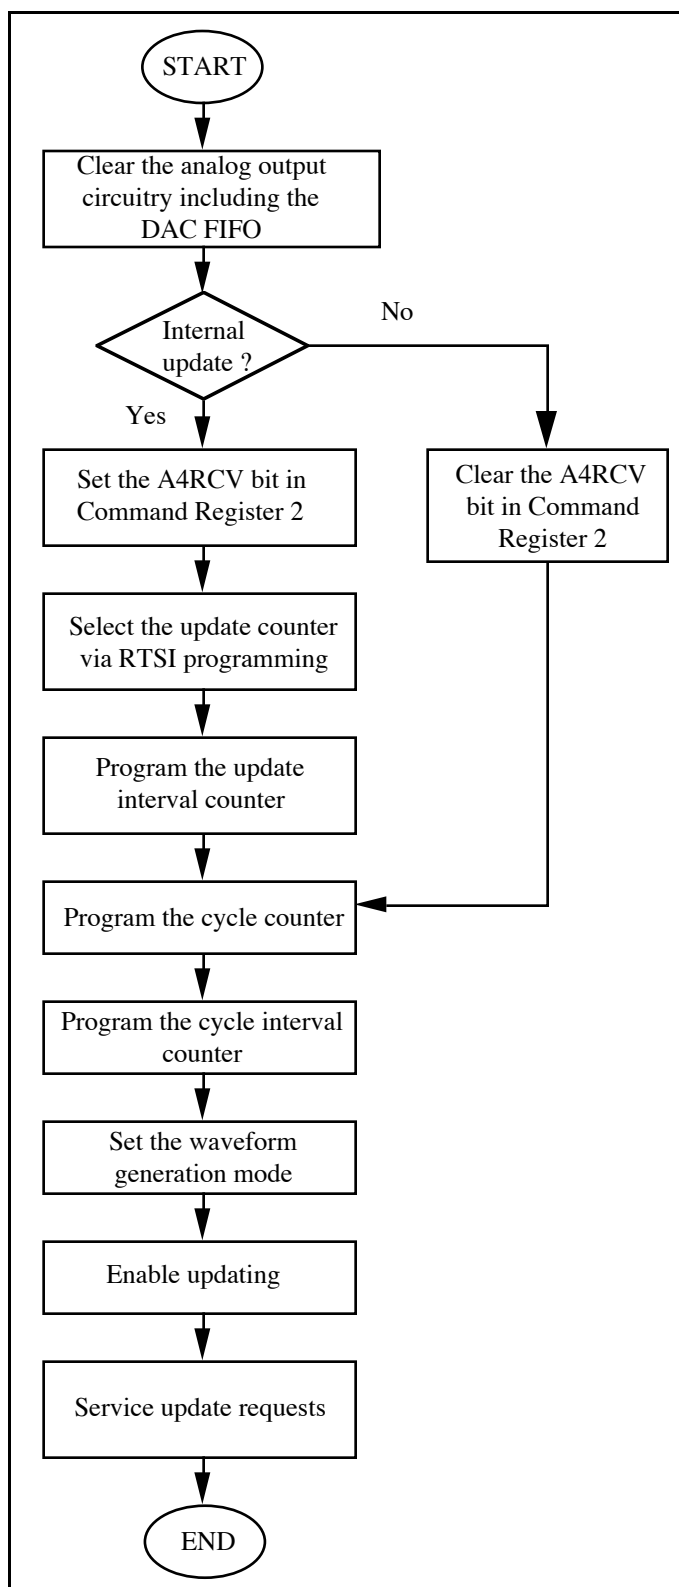 START
Clear the analog output
circuitry including the
DAC FIFO
Internal
update ?
No
Yes
Set the A4RCV bit in
Command Register 2
Clear the A4RCV
bit in Command
Register 2
Select the update counter
via RTSI programming
Program the update
interval counter
Program the cycle counter
Program the cycle interval
counter
Set the waveform
generation mode
Enable updating
Service update requests
END